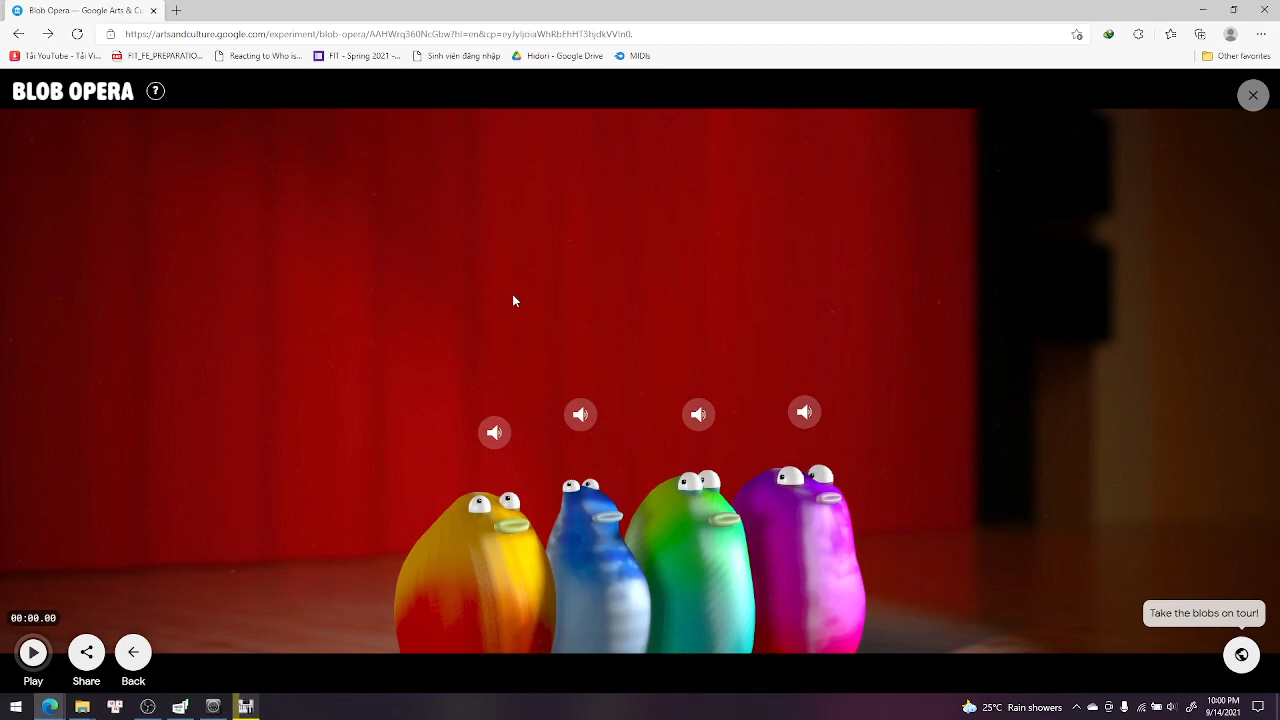 Blob Opera — Google Arts & Cu
https://artsandculture.google.com/experiment/blob-opera/AAHWrq360NcGbw?hl=en&cp=eyJyIjoiaWhRbEhHT3hjdkVVIn0.
Tải YouTube - Tải Vi...
FIT_FE_PREPARATIO...
Reacting to Who is...
FIT - Spring 2021 -...
Sinh viên đăng nhập
Hidori - Google Drive
MIDIs
Other favorites
BLOB OPERA ?
00:00.00
Take the blobs on tour!
Play
Share
Back
25°C Rain showers
10:00 PM
9/14/2021